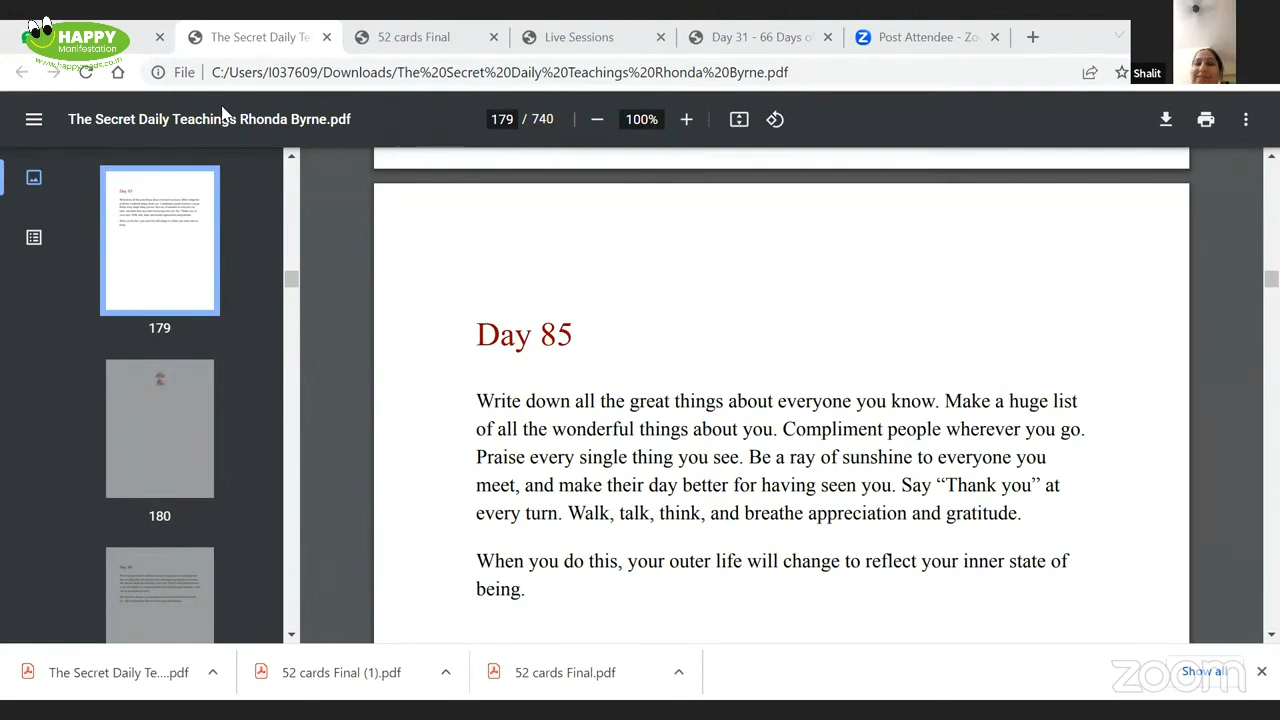 HAPPY
Manifestation
www.happyreads.co.in
The Secret Daily Te
52 cards Final
Live Sessions
Day 31 - 66 Days o
Post Attendee - Zo
File
C:/Users/I037609/Downloads/The%20Secret%20Daily%20Teachings%20Rhonda%20Byrne.pdf
Shalit
The Secret Daily Teachings Rhonda Byrne.pdf
179 / 740
100%
179
180
Day 85
Write down all the great things about everyone you know. Make a huge list
of all the wonderful things about you. Compliment people wherever you go.
Praise every single thing you see. Be a ray of sunshine to everyone you
meet, and make their day better for having seen you. Say “Thank you” at
every turn. Walk, talk, think, and breathe appreciation and gratitude.
When you do this, your outer life will change to reflect your inner state of
being.
The Secret Daily Te....pdf
52 cards Final (1).pdf
52 cards Final.pdf
Show all
zoom